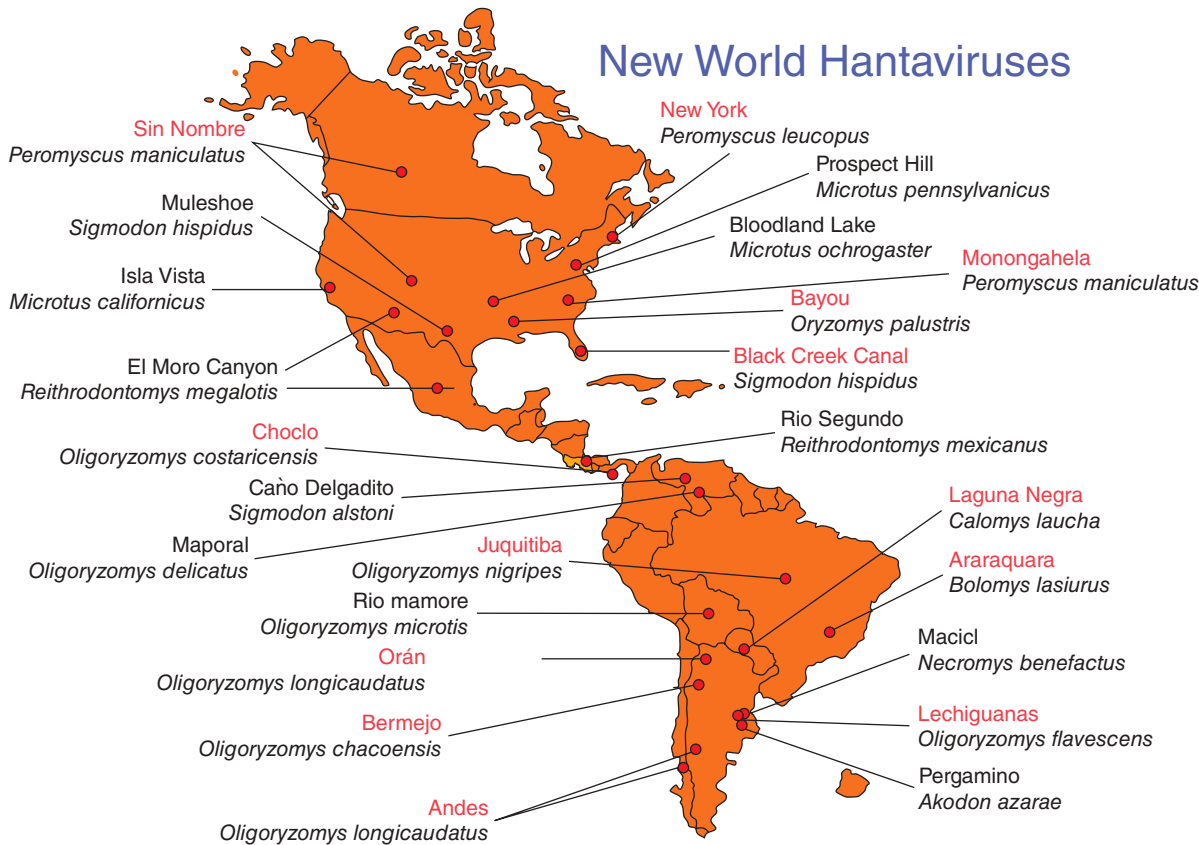 New World Hantaviruses
Sin Nombre
Peromyscus maniculatus
Muleshoe
Sigmodon hispidus
Isla Vista
Microtus californicus
El Moro Canyon
Reithrodontomys megalotis
New York
Peromyscus leucopus
Prospect Hill
Microtus pennsylvanicus
Bloodland Lake
Microtus ochrogaster
Monongahela
Peromyscus maniculatus
Bayou
Oryzomys palustris
Black Creek Canal
Sigmodon hispidus
Choclo
Oligoryzomys costaricensis
Rio Segundo
Reithrodontomys mexicanus
Caǹo Delgadito
Sigmodon alstoni
Maporal
Oligoryzomys delicatus
Juquitiba
Oligoryzomys nigripes
Rio mamore
Oligoryzomys microtis
Orán
Oligoryzomys longicaudatus
Bermejo
Oligoryzomys chacoensis
Andes
Oligoryzomys longicaudatus
Laguna Negra
Calomys laucha
Araraquara
Bolomys lasiurus
Macicl
Necromys benefactus
Lechiguanas
Oligoryzomys flavescens
Pergamino
Akodon azarae